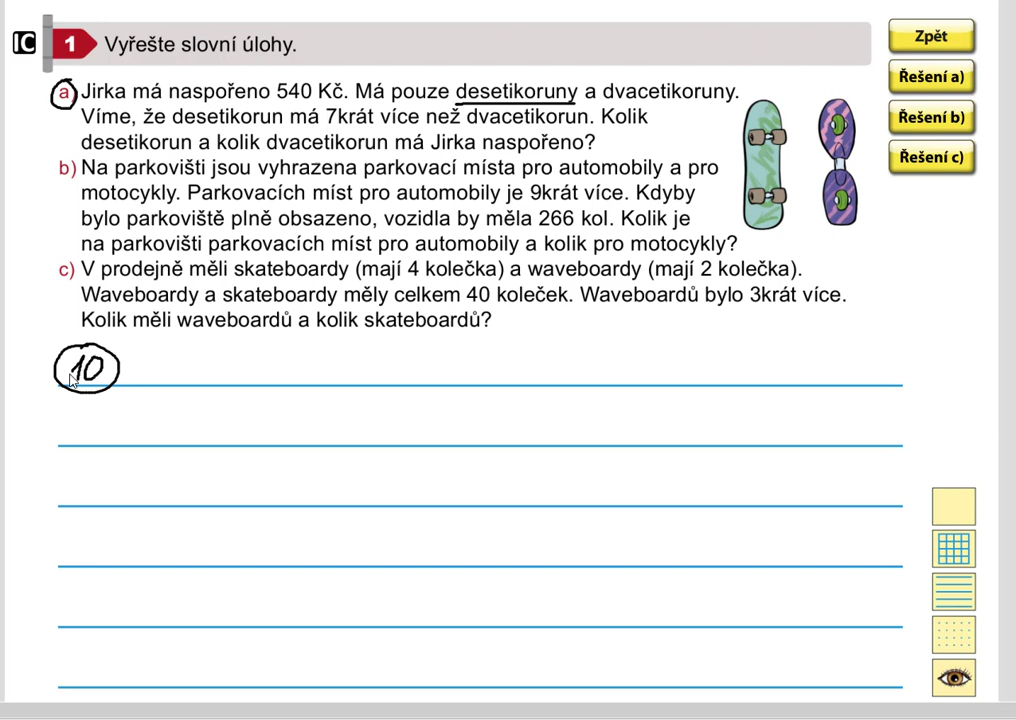 IC
1 Vyřešte slovní úlohy.
Zpět
Řešení a)
Řešení b)
Řešení c)
a) Jirka má naspořeno 540 Kč. Má pouze desetikoruny a dvacetikoruny.
Víme, že desetikorun má 7krát více než dvacetikorun. Kolik
desetikorun a kolik dvacetikorun má Jirka naspořeno?
b) Na parkovišti jsou vyhrazena parkovací místa pro automobily a pro
motocykly. Parkovacích míst pro automobily je 9krát více. Kdyby
bylo parkoviště plně obsazeno, vozidla by měla 266 kol. Kolik je
na parkovišti parkovacích míst pro automobily a kolik pro motocykly?
c) V prodejně měli skateboardy (mají 4 kolečka) a waveboardy (mají 2 kolečka).
Waveboardy a skateboardy měly celkem 40 koleček. Waveboardů bylo 3krát více.
Kolik měli waveboardů a kolik skateboardů?
10